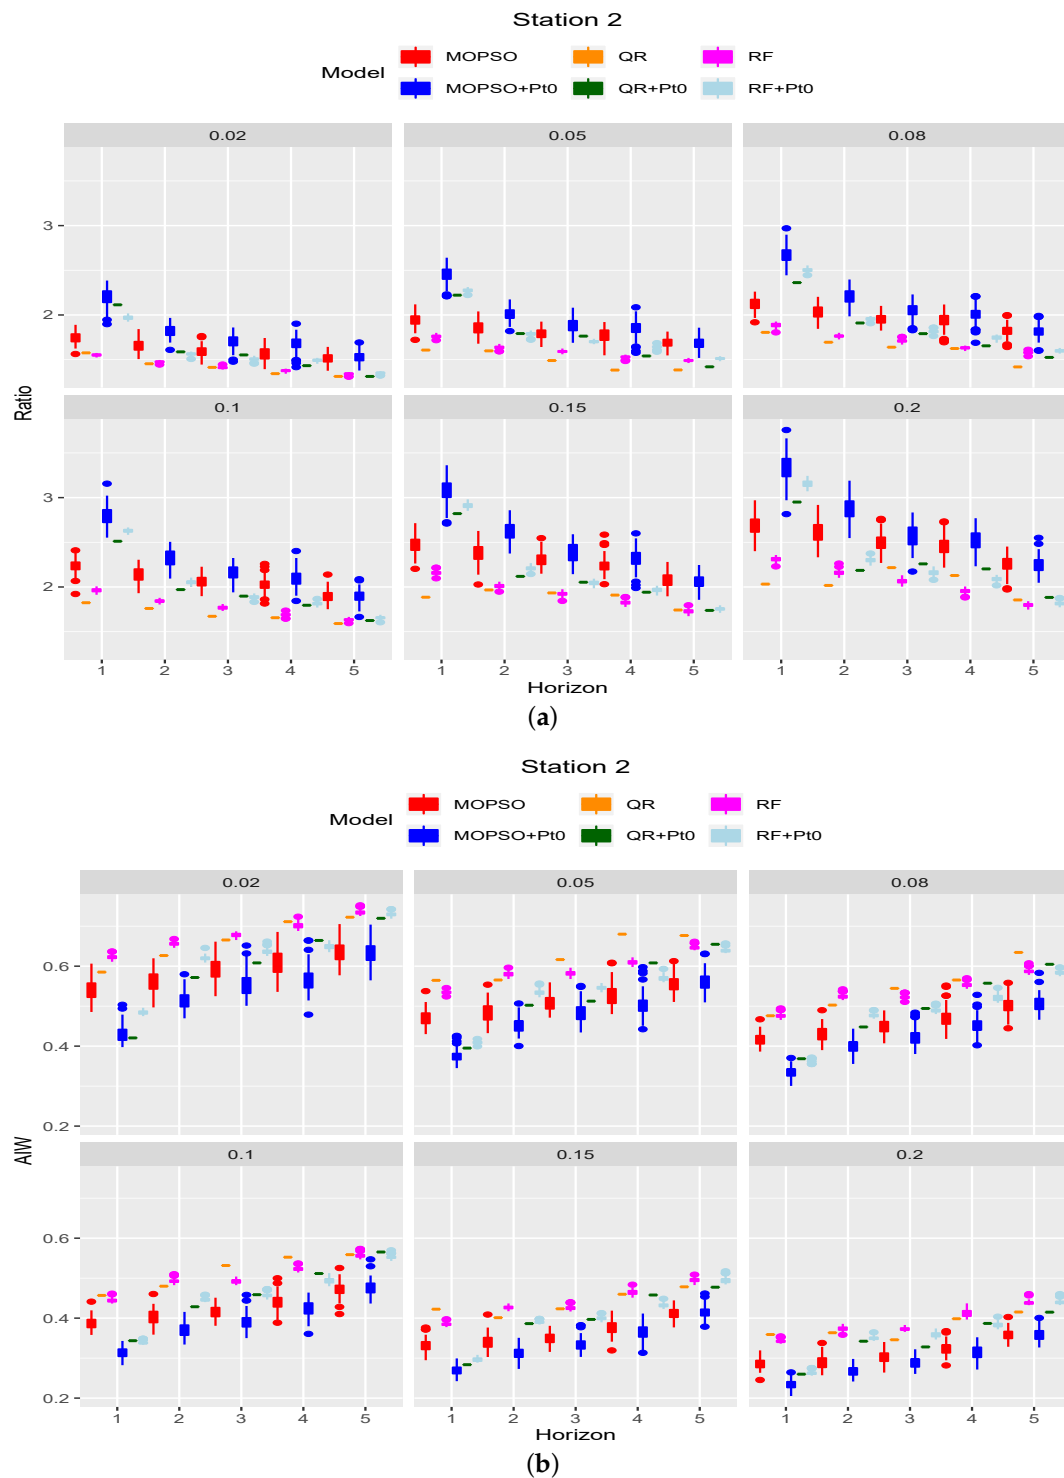 Station 2
Model MOPSO QR RF
MOPSO+Pt0 QR+Pt0 RF+Pt0
0.02 0.05 0.08
3
2
0.1 0.15 0.2
3
2
Ratio
1 2 3 4 5 1 2 3 4 5 1 2 3 4 5
Horizon
(a)
Station 2
Model MOPSO QR RF
MOPSO+Pt0 QR+Pt0 RF+Pt0
0.02 0.05 0.08
0.6
0.4
0.2
0.1 0.15 0.2
0.6
0.4
0.2
AIW
1 2 3 4 5 1 2 3 4 5 1 2 3 4 5
Horizon
(b)